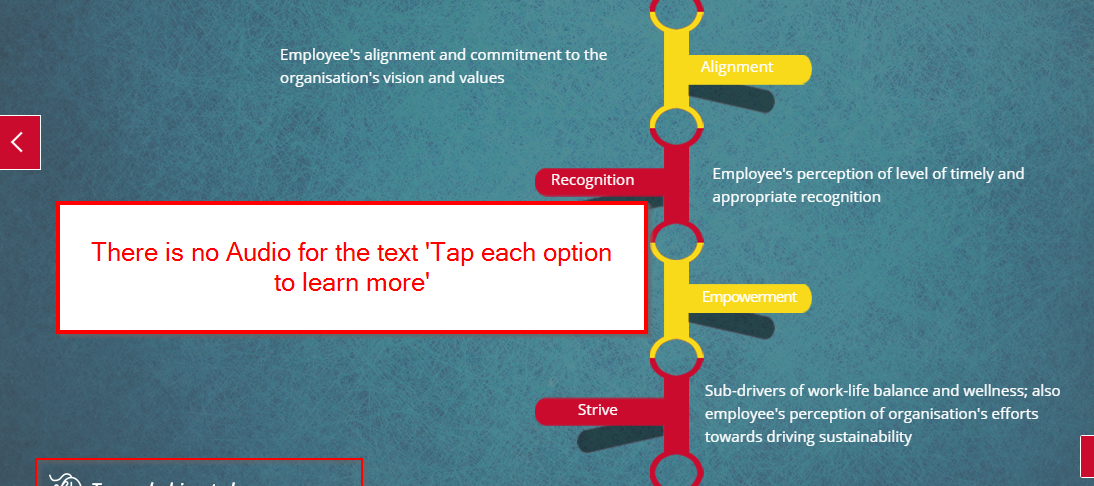 Employee's alignment and commitment to the
organisation's vision and values
Alignment
Recognition
Employee's perception of level of timely and
appropriate recognition
There is no Audio for the text 'Tap each option
to learn more'
Empowerment
Sub-drivers of work-life balance and wellness; also
employee's perception of organisation's efforts
towards driving sustainability
Strive